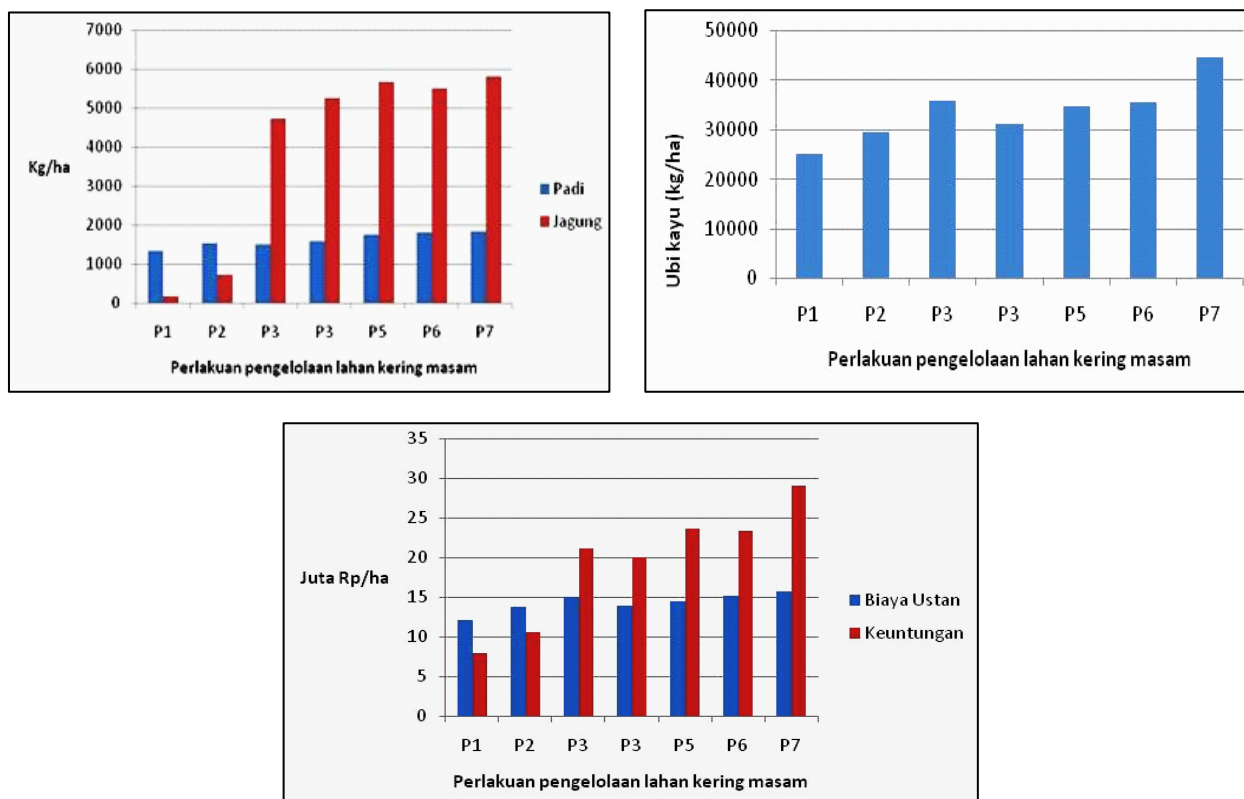 7000
6000
5000
4000
3000
2000
1000
0
Kg/ha
P1 P2 P3 P3 P5 P6 P7
Perlakuan pengelolaan lahan kering masam
Padi
Jagung
50000
40000
30000
20000
10000
0
Ubi kayu (kg/ha)
P1 P2 P3 P3 P5 P6 P7
Perlakuan pengelolaan lahan kering masam
35
30
25
20
15
10
5
0
Juta Rp/ha
P1 P2 P3 P3 P5 P6 P7
Perlakuan pengelolaan lahan kering masam
Biaya Ustan
Keuntungan